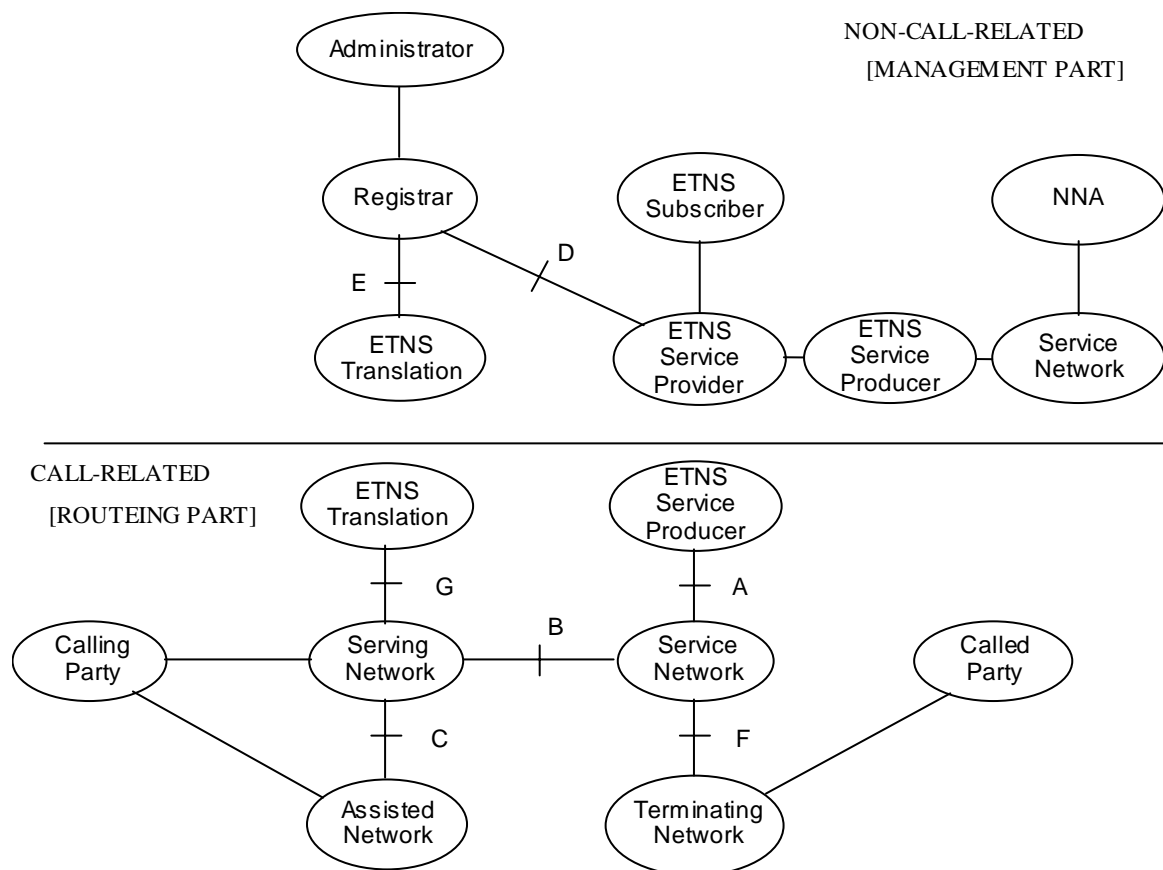 Administrator
NON-CALL-RELATED
[MANAGEMENT PART]
Registrar
ETNS
Subscriber
NNA
D
E
ETNS
Translation
ETNS
Service
Provider
ETNS
Service
Producer
Service
Network
CALL-RELATED
[ROUTEING PART]
ETNS
Translation
ETNS
Service
Producer
G
A
B
Calling
Party
Serving
Network
Service
Network
Called
Party
C
F
Assisted
Network
Terminating
Network